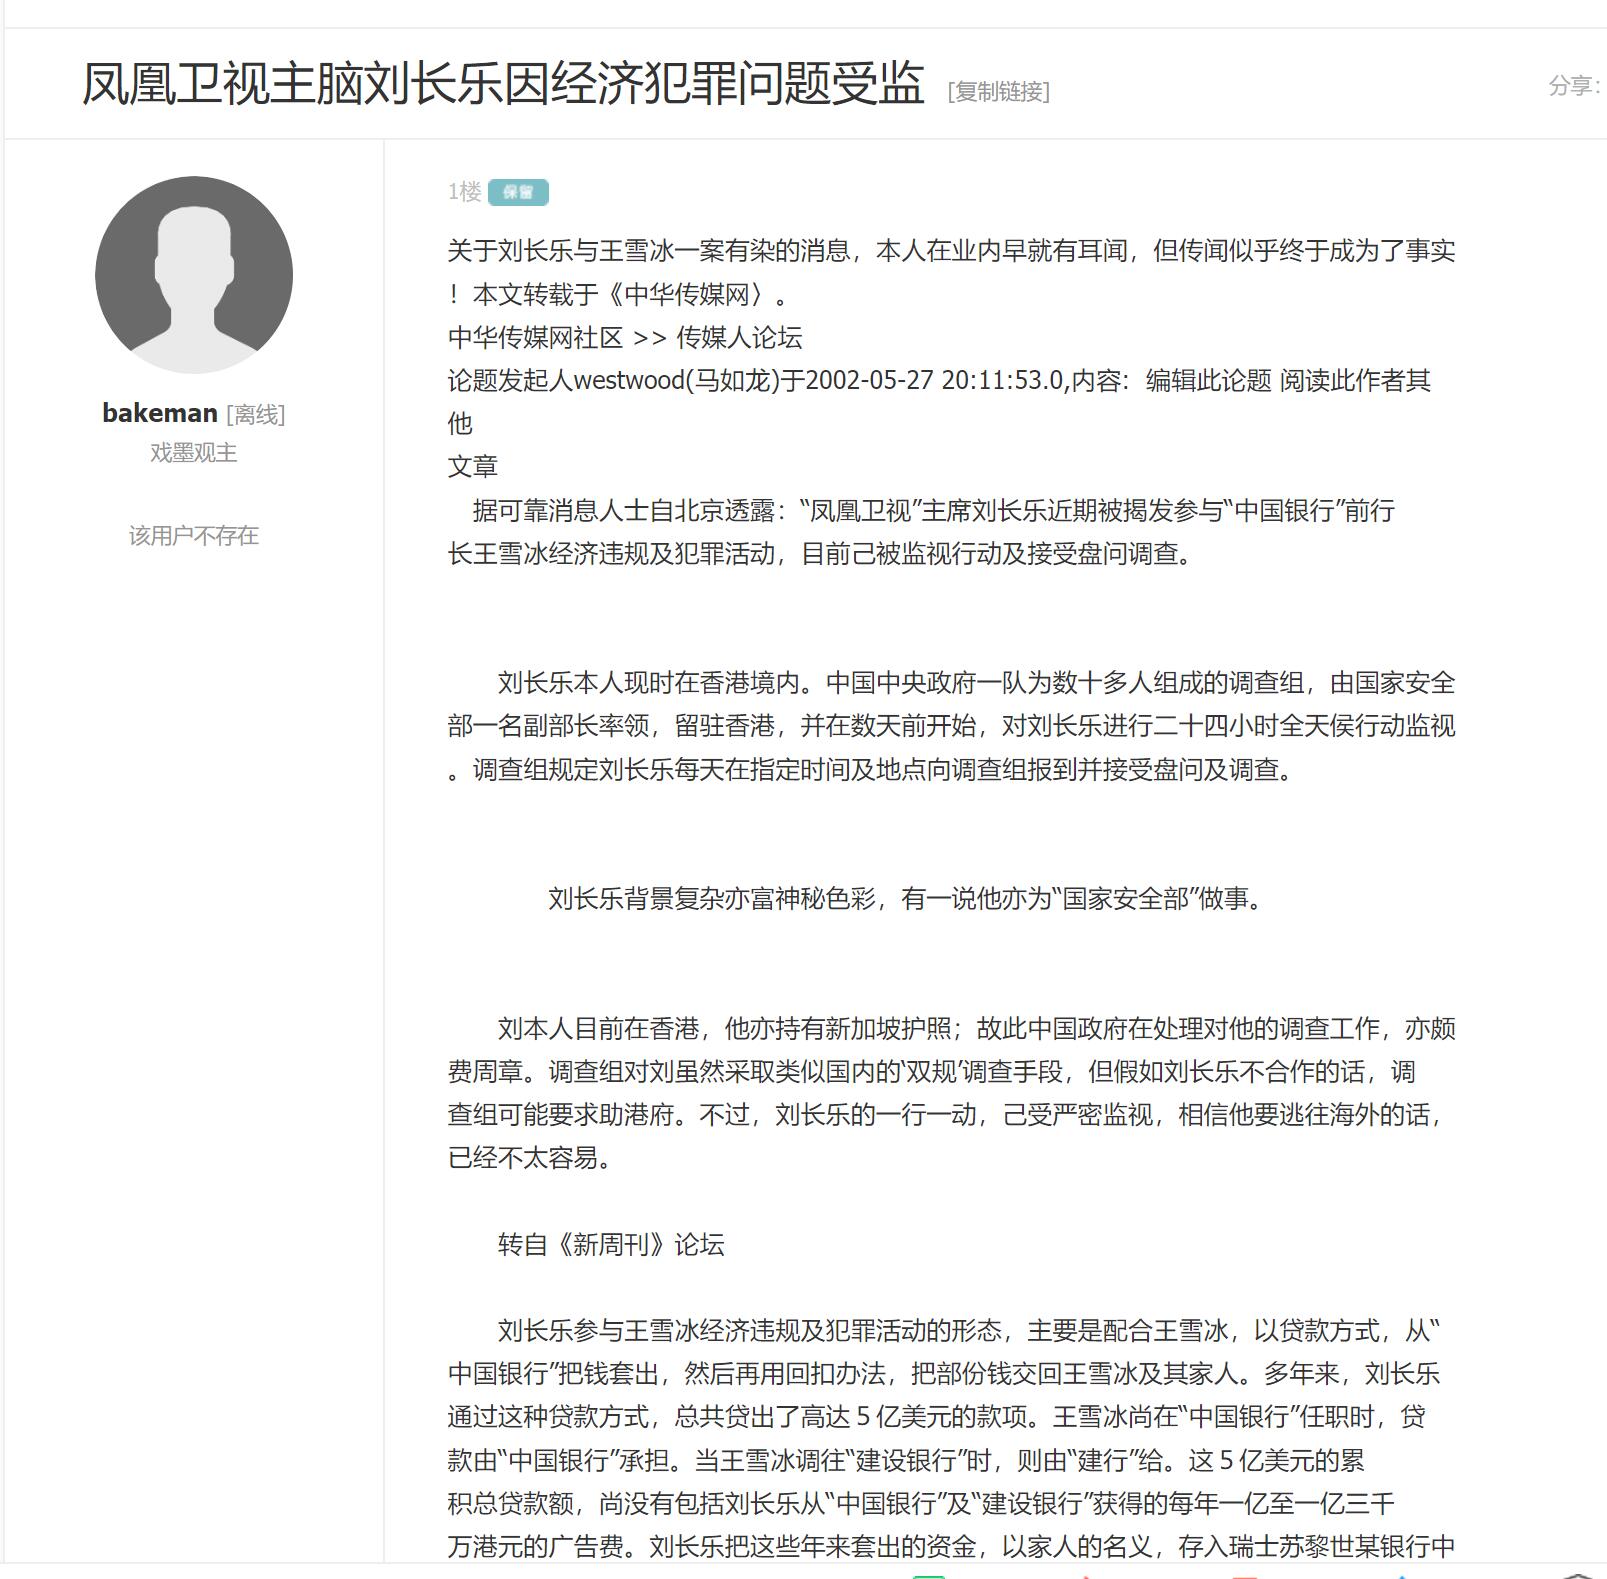 凤凰卫视主脑刘长乐因经济犯罪问题受监 [复制链接]
分享:
bakeman [离线]
戏墨观主
该用户不存在
1楼 保留
关于刘长乐与王雪冰一案有染的消息，本人在业内早就有耳闻，但传闻似乎终于成为了事实
！本文转载于《中华传媒网〉。
中华传媒网社区 >> 传媒人论坛
论题发起人westwood(马如龙)于2002-05-27 20:11:53.0,内容：编辑此论题 阅读此作者其
他
文章
据可靠消息人士自北京透露：“凤凰卫视”主席刘长乐近期被揭发参与“中国银行”前行
长王雪冰经济违规及犯罪活动，目前己被监视行动及接受盘问调查。
刘长乐本人现时在香港境内。中国中央政府一队为数十多人组成的调查组，由国家安全
部一名副部长率领，留驻香港，并在数天前开始，对刘长乐进行二十四小时全天侯行动监视
。调查组规定刘长乐每天在指定时间及地点向调查组报到并接受盘问及调查。
刘长乐背景复杂亦富神秘色彩，有一说他亦为“国家安全部”做事。
刘本人目前在香港，他亦持有新加坡护照；故此中国政府在处理对他的调查工作，亦颇
费周章。调查组对刘虽然采取类似国内的‘双规’调查手段，但假如刘长乐不合作的话，调
查组可能要求助港府。不过，刘长乐的一行一动，己受严密监视，相信他要逃往海外的话，
已经不太容易。
转自《新周刊》论坛
刘长乐参与王雪冰经济违规及犯罪活动的形态，主要是配合王雪冰，以贷款方式，从“
中国银行”把钱套出，然后再用回扣办法，把部份钱交回王雪冰及其家人。多年来，刘长乐
通过这种贷款方式，总共贷出了高达５亿美元的款项。王雪冰尚在“中国银行”任职时，贷
款由“中国银行”承担。当王雪冰调往“建设银行”时，则由“建行”给。这５亿美元的累
积总贷款额，尚没有包括刘长乐从“中国银行”及“建设银行”获得的每年一亿至一亿三千
万港元的广告费。刘长乐把这些年来套出的资金，以家人的名义，存入瑞士苏黎世某银行中